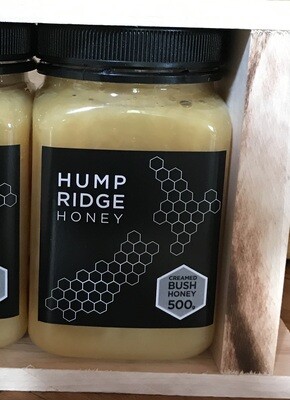 HUMP
RIDGE
HONEY
CREAMED
BUSH
HONEY
500g